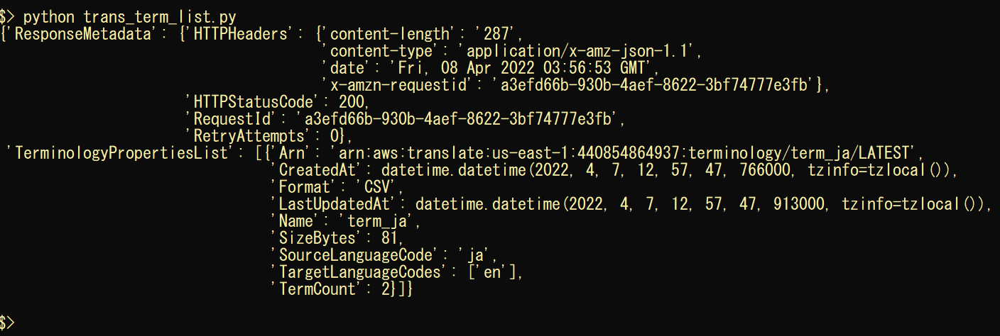 $> python trans_term_list.py
{'ResponseMetadata': {'HTTPHeaders': {'content-length': '287',
                                      'content-type': 'application/x-amz-json-1.1',
                                      'date': 'Fri, 08 Apr 2022 03:56:53 GMT',
                                      'x-amzn-requestid': 'a3efd66b-930b-4aef-8622-3bf74777e3fb'},
                      'HTTPStatusCode': 200,
                      'RequestId': 'a3efd66b-930b-4aef-8622-3bf74777e3fb',
                      'RetryAttempts': 0},
 'TerminologyPropertiesList': [{'Arn': 'arn:aws:translate:us-east-1:440854864937:terminology/term_ja/LATEST',
                                'CreatedAt': datetime.datetime(2022, 4, 7, 12, 57, 47, 766000, tzinfo=tzlocal()),
                                'Format': 'CSV',
                                'LastUpdatedAt': datetime.datetime(2022, 4, 7, 12, 57, 47, 913000, tzinfo=tzlocal()),
                                'Name': 'term_ja',
                                'SizeBytes': 81,
                                'SourceLanguageCode': 'ja',
                                'TargetLanguageCodes': ['en'],
                                'TermCount': 2}]}
$>